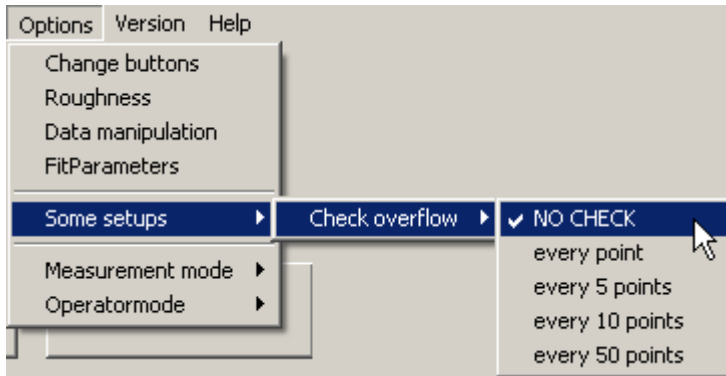 Options Version Help
Change buttons
Roughness
Data manipulation
FitParameters
Some setups
Measurement mode
Operatormode
Check overflow
NO CHECK
every point
every 5 points
every 10 points
every 50 points